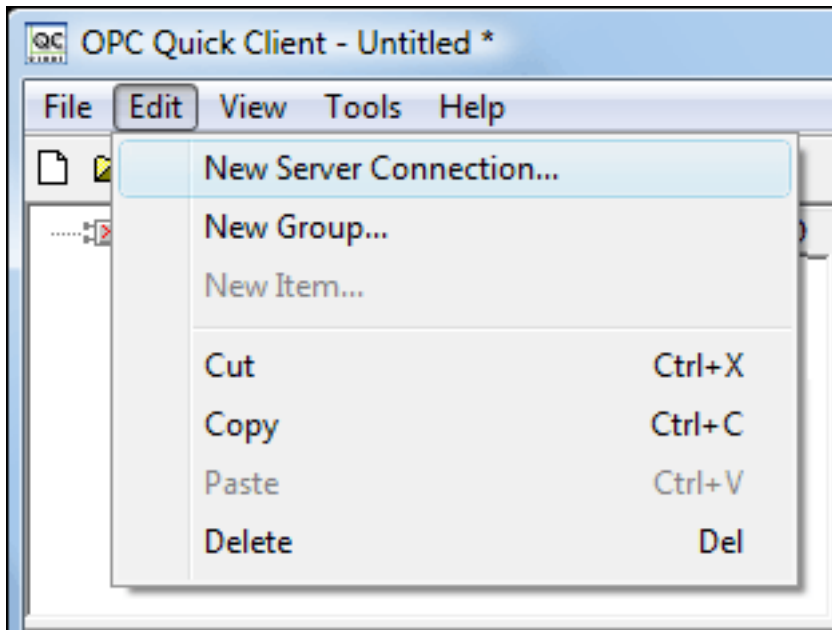 OPC Quick Client - Untitled *
File Edit View Tools Help
New Server Connection...
New Group...
New Item...
Cut Ctrl+X
Copy Ctrl+C
Paste Ctrl+V
Delete Del